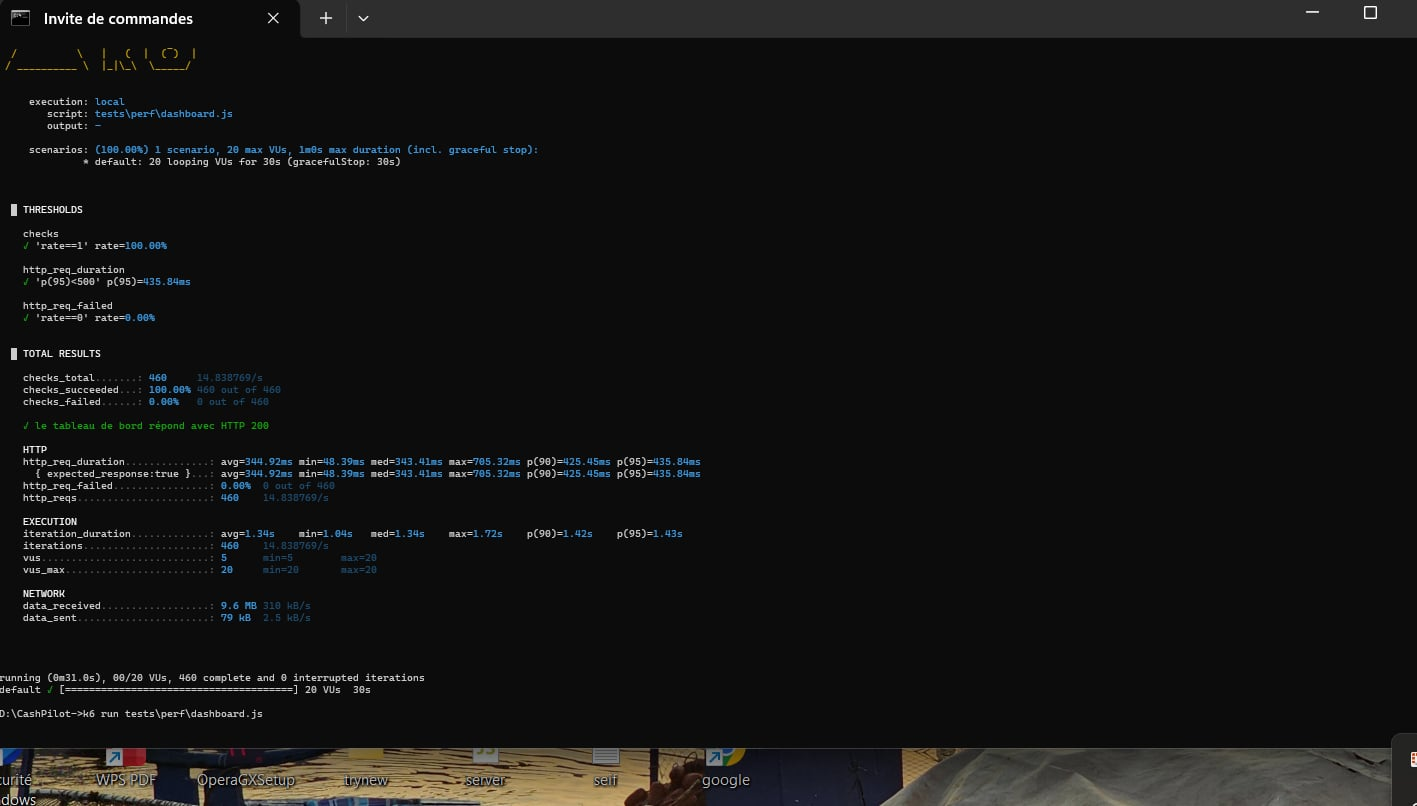 Invite de commandes
execution: local
script: tests\perf\dashboard.js
output: -
scenarios: (100.00%) 1 scenario, 20 max VUs, 1m0s max duration (incl. graceful stop):
* default: 20 looping VUs for 30s (gracefulStop: 30s)
THRESHOLDS
checks
✓ 'rate==1' rate=100.00%
http_req_duration
✓ 'p(95)<500' p(95)=435.84ms
http_req_failed
✓ 'rate==0' rate=0.00%
TOTAL RESULTS
checks_total.......: 460 14.838769/s
checks_succeeded...: 100.00% 460 out of 460
checks_failed......: 0.00% 0 out of 460
✓ le tableau de bord répond avec HTTP 200
HTTP
http_req_duration..............: avg=344.92ms min=48.39ms med=343.41ms max=705.32ms p(90)=425.45ms p(95)=435.84ms
{ expected_response:true }...: avg=344.92ms min=48.39ms med=343.41ms max=705.32ms p(90)=425.45ms p(95)=435.84ms
http_req_failed................: 0.00% 0 out of 460
http_reqs......................: 460 14.838769/s
EXECUTION
iteration_duration.............: avg=1.34s min=1.04s med=1.34s max=1.72s p(90)=1.42s p(95)=1.43s
iterations.....................: 460 14.838769/s
vus............................: 5 min=5 max=20
vus_max........................: 20 min=20 max=20
NETWORK
data_received..................: 9.6 MB 310 kB/s
data_sent......................: 79 kB 2.5 kB/s
running (0m31.0s), 00/20 VUs, 460 complete and 0 interrupted iterations
default ✓ [======================================] 20 VUs 30s
D:\CashPilot->k6 run tests\perf\dashboard.js
curité WPS PDF OperaGXSetup trynew server seif google
dows